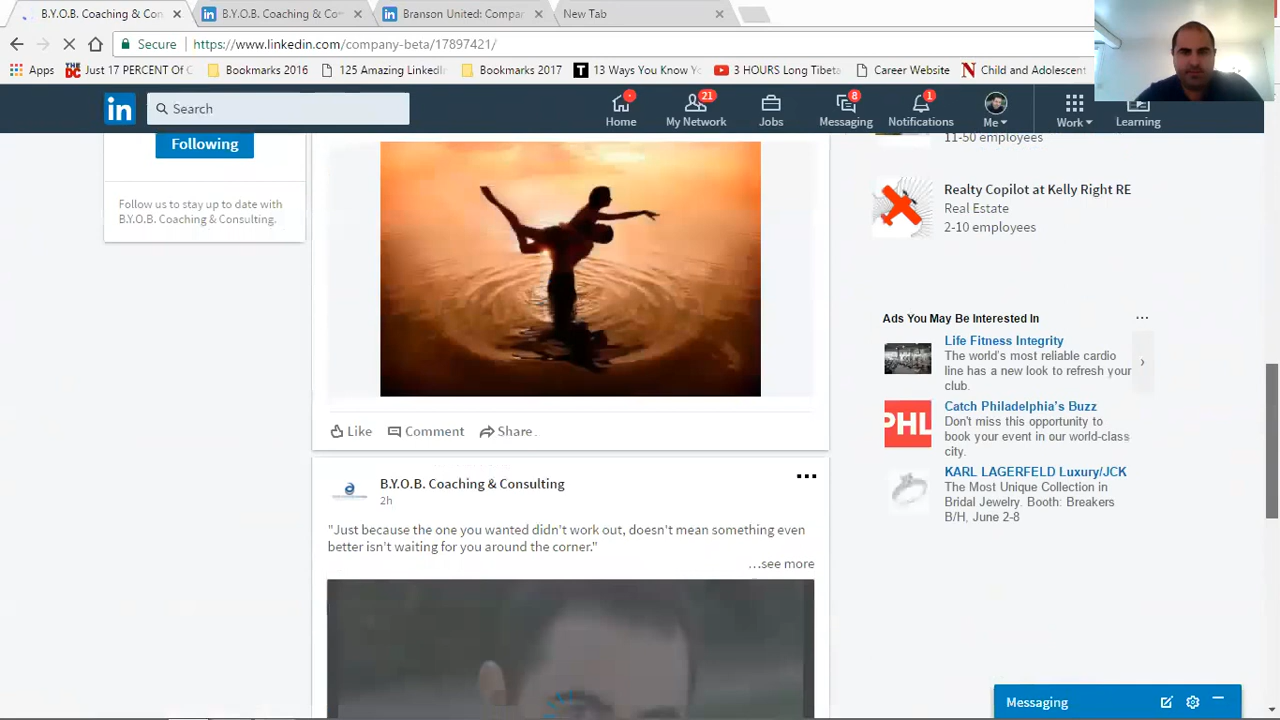 B.Y.O.B. Coaching & Con
B.Y.O.B. Coaching & Co
Branson United: Compar
New Tab
Secure https://www.linkedin.com/company-beta/17897421/
Apps
Just 17 PERCENT Of C
Bookmarks 2016
125 Amazing LinkedIn
Bookmarks 2017
13 Ways You Know Yo
3 HOURS Long Tibeta
Career Website
Child and Adolescent
in Search
Home
21
My Network
Jobs
8
Messaging
1
Notifications
Me
Work
Learning
Following
Follow us to stay up to date with
B.Y.O.B. Coaching & Consulting.
Like Comment Share
B.Y.O.B. Coaching & Consulting
2h
"Just because the one you wanted didn't work out, doesn't mean something even
better isn't waiting for you around the corner."
...see more
11-50 employees
Realty Copilot at Kelly Right RE
Real Estate
2-10 employees
Ads You May Be Interested In
Life Fitness Integrity
The world's most reliable cardio
line has a new look to refresh your
club.
PHL
Catch Philadelphia's Buzz
Don't miss this opportunity to
book your event in our world-class
city.
KARL LAGERFELD Luxury/JCK
The Most Unique Collection in
Bridal Jewelry. Booth: Breakers
B/H, June 2-8
Messaging